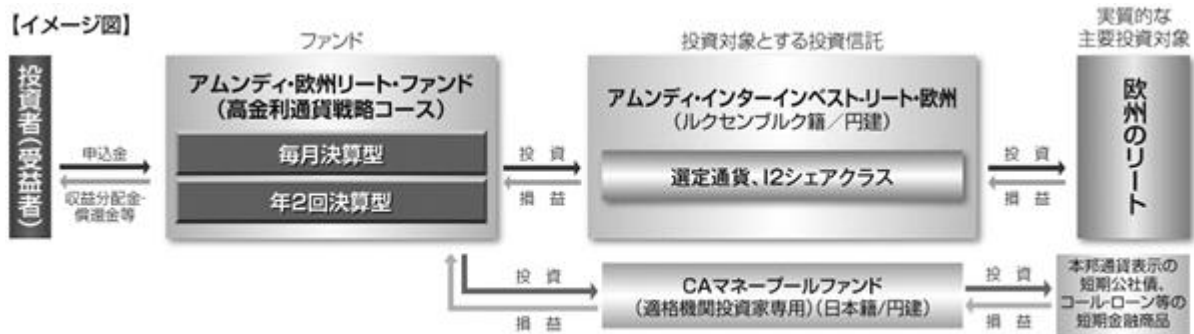 【イメージ図】
ファンド
投資対象とする投資信託
実質的な
主要投資対象
投資者(受益者)
申込金
収益分配金・
償還金等
アムンディ・欧州リート・ファンド
(高金利通貨戦略コース)
毎月決算型
年2回決算型
投 資
損 益
アムンディ・インターインベスト-リート・欧州
(ルクセンブルク籍／円建)
選定通貨、I2シェアクラス
投 資
損 益
欧州のリート
投 資
損 益
CAマネープールファンド
(適格機関投資家専用)(日本籍/円建)
投 資
損 益
本邦通貨表示の
短期公社債、
コール・ローン等の
短期金融商品